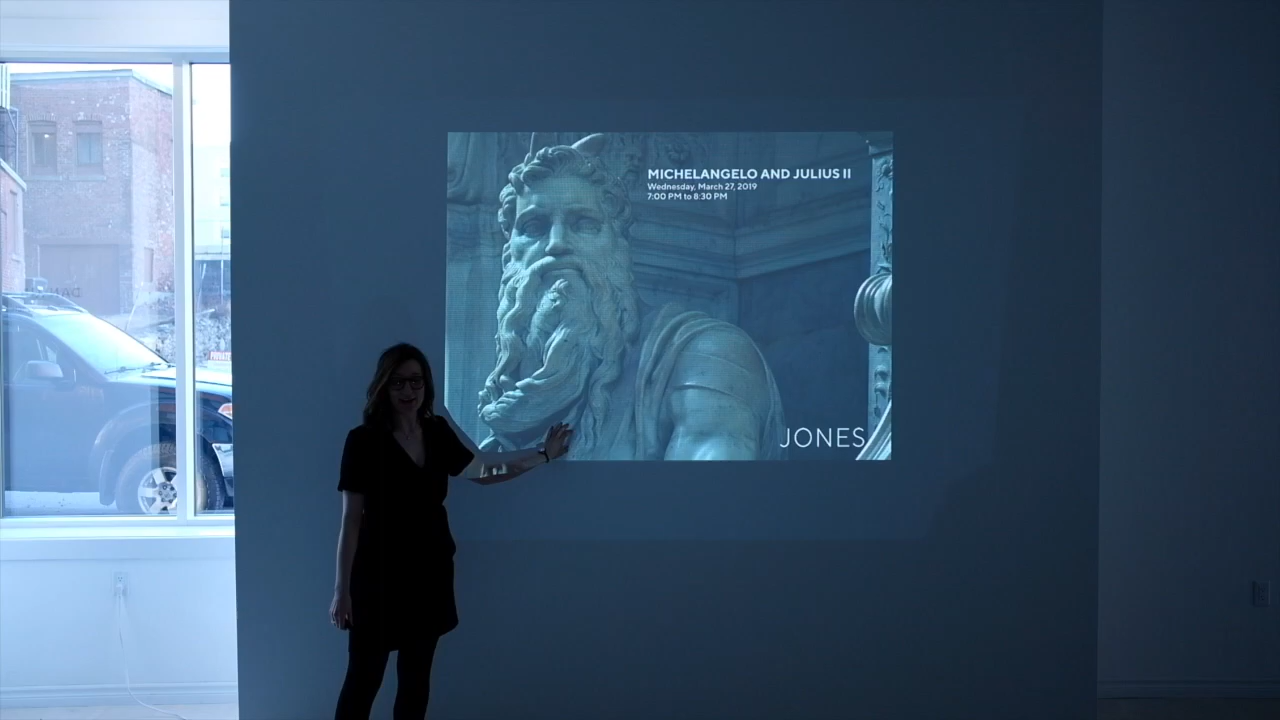 MICHELANGELO AND JULIUS II
Wednesday, March 27, 2019
7:00 PM to 8:30 PM
JONES